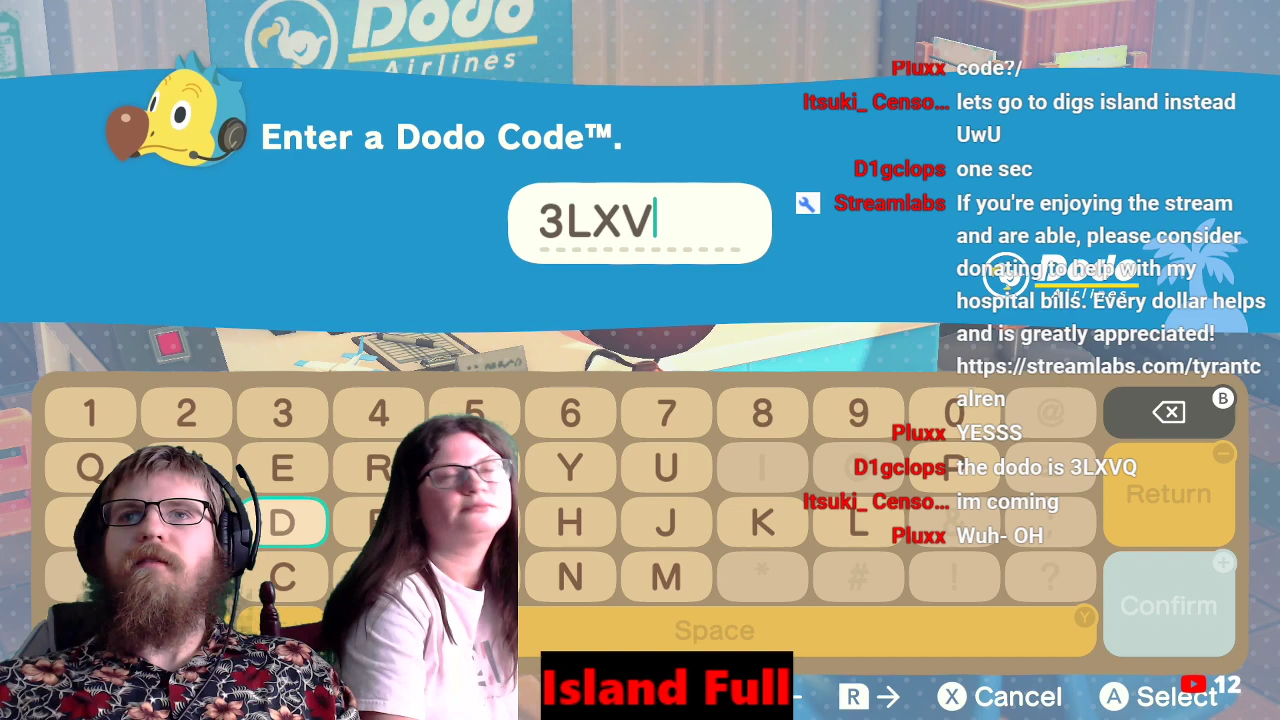 Dodo
Airlines
Enter a Dodo Code™.
3LXV
Pluxx code?/
Itsuki_ Censo… lets go to digs island instead
UwU
D1gclops one sec
Streamlabs If you're enjoying the stream
and are able, please consider
donating to help with my
hospital bills. Every dollar helps
and is greatly appreciated!
https://streamlabs.com/tyrantc
alren
Pluxx YESSS
D1gclops the dodo is 3LXVQ
Itsuki_ Censo… im coming
Pluxx Wuh- OH
Dodo
Airlines
1 2 3 4 5 6 7 8 9 0 @ B
Q E R Y U I P −
Return
D H J K L &
C N M * # ! ? +
Confirm
Space Y
Island Full
R → X Cancel A Select
12